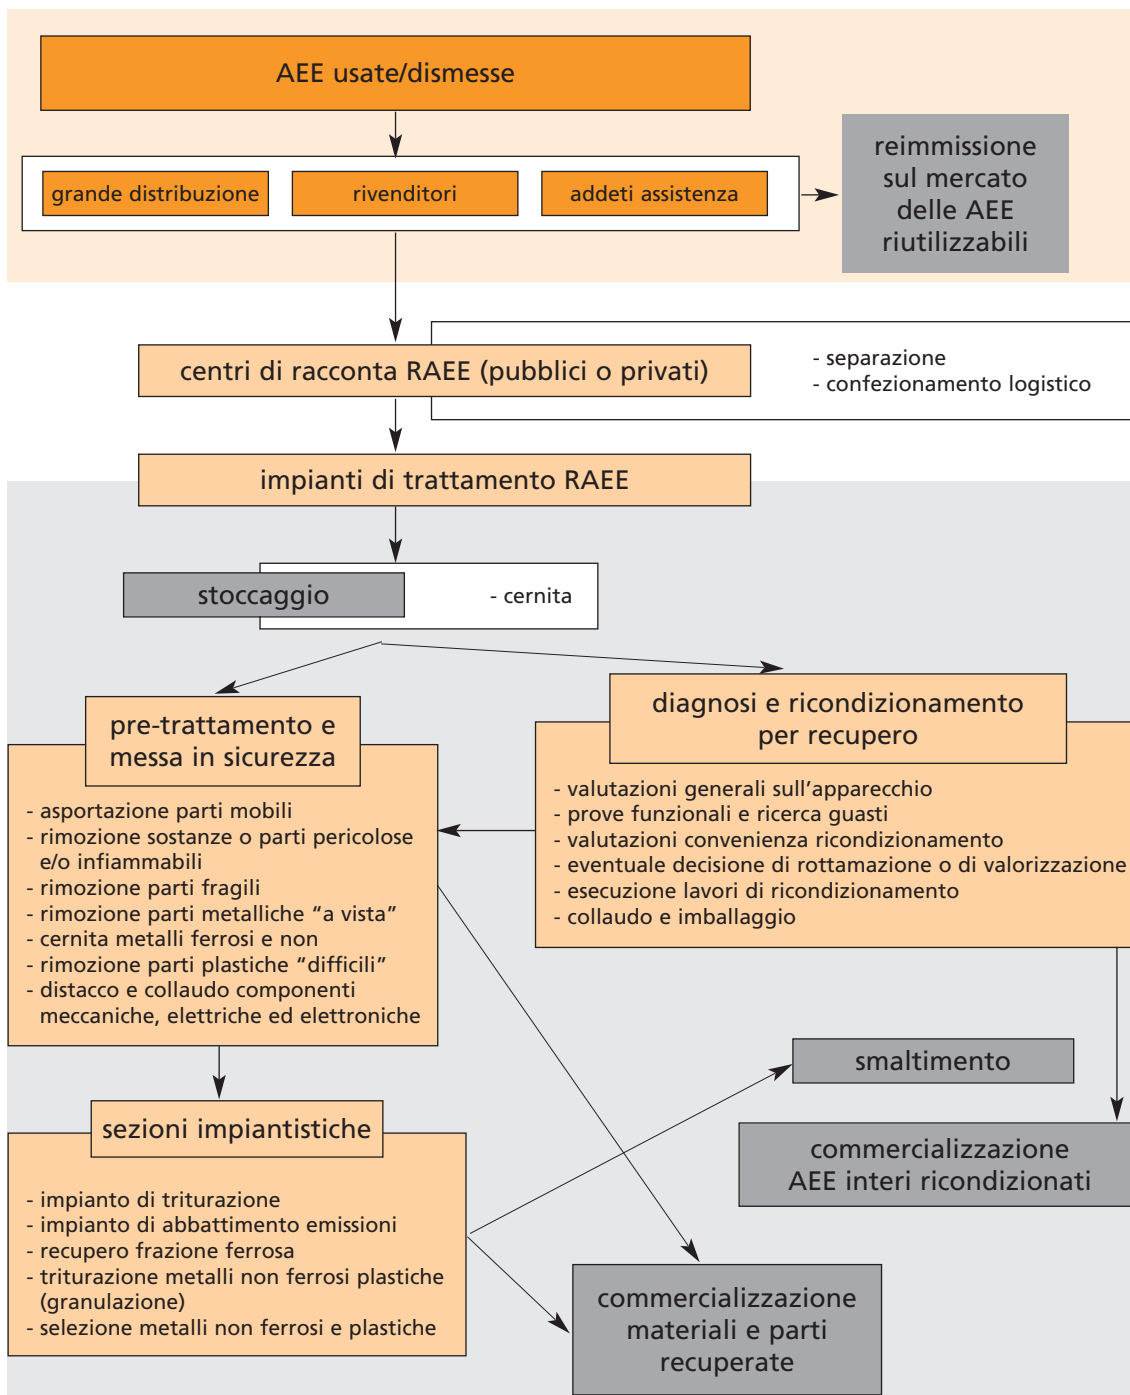 AEE usate/dismesse
grande distribuzione
rivenditori
addeti assistenza
reimmissione
sul mercato
delle AEE
riutilizzabili
centri di racconta RAEE (pubblici o privati)
- separazione
- confezionamento logistico
impianti di trattamento RAEE
stoccaggio
- cernita
pre-trattamento e
messa in sicurezza
- asportazione parti mobili
- rimozione sostanze o parti pericolose
e/o infiammabili
- rimozione parti fragili
- rimozione parti metalliche “a vista”
- cernita metalli ferrosi e non
- rimozione parti plastiche “difficili”
- distacco e collaudo componenti
meccaniche, elettriche ed elettroniche
diagnosi e ricondizionamento
per recupero
- valutazioni generali sull’apparecchio
- prove funzionali e ricerca guasti
- valutazioni convenienza ricondizionamento
- eventuale decisione di rottamazione o di valorizzazione
- esecuzione lavori di ricondizionamento
- collaudo e imballaggio
smaltimento
commercializzazione
AEE interi ricondizionati
sezioni impiantistiche
- impianto di triturazione
- impianto di abbattimento emissioni
- recupero frazione ferrosa
- triturazione metalli non ferrosi plastiche
(granulazione)
- selezione metalli non ferrosi e plastiche
commercializzazione
materiali e parti
recuperate